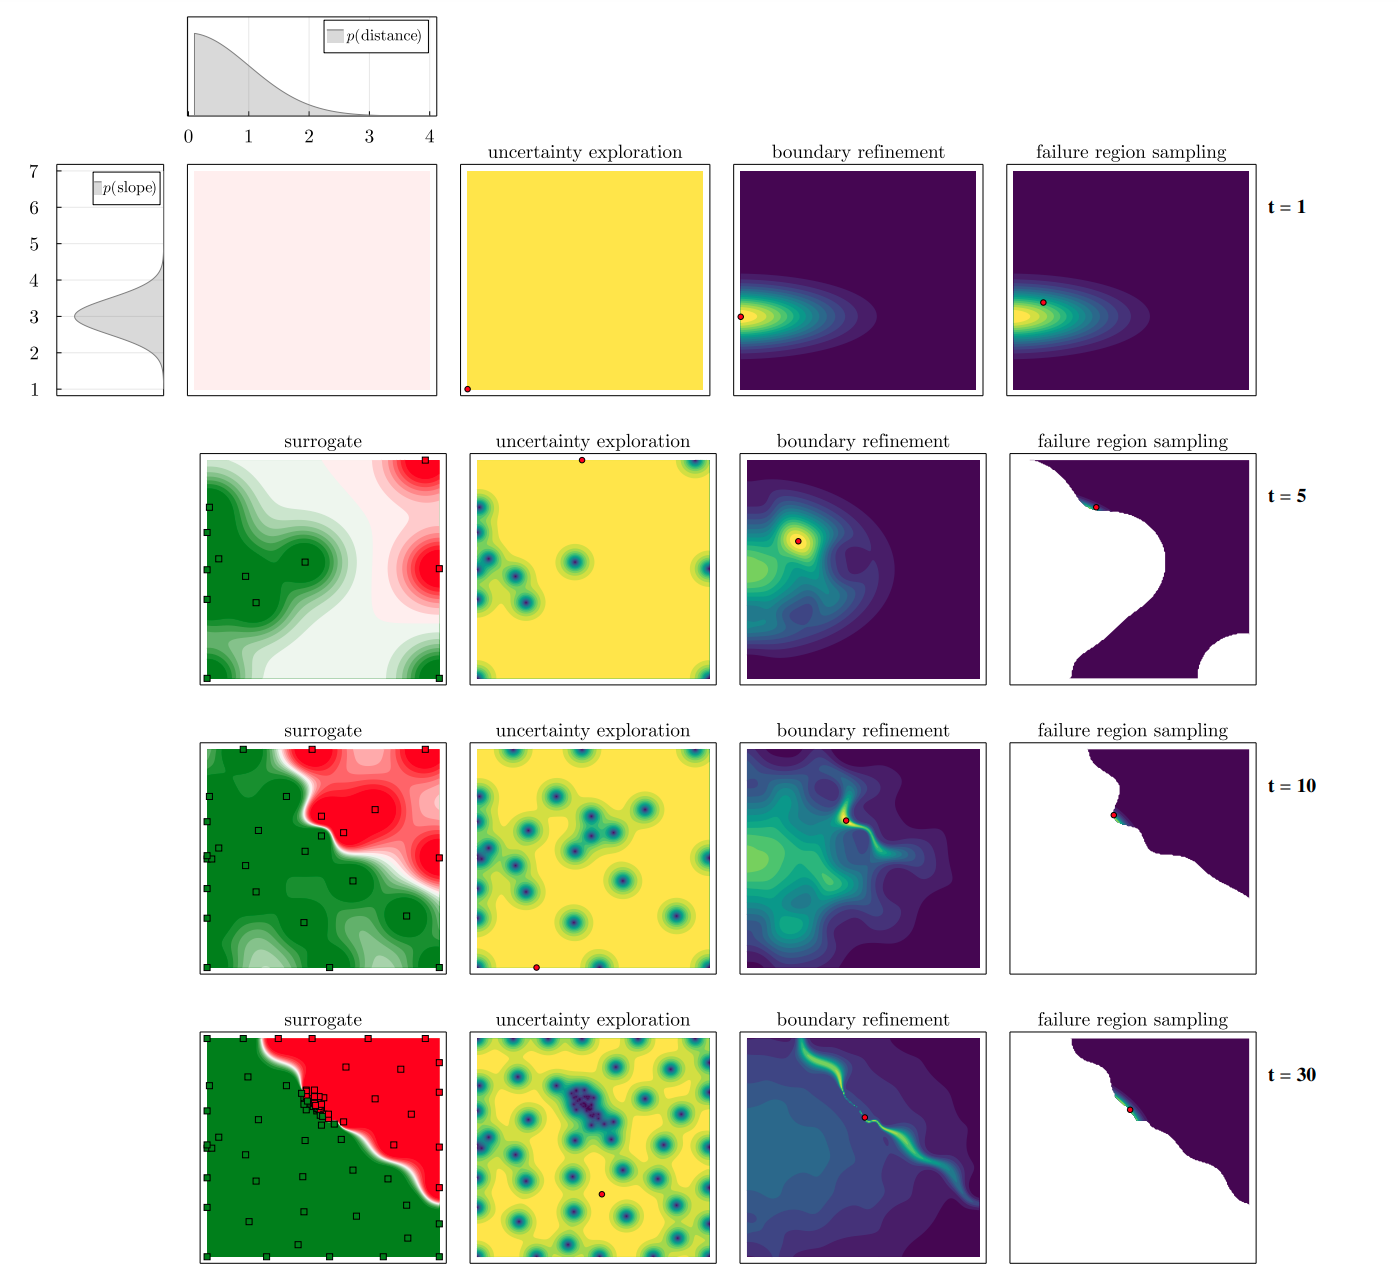 p(distance)
0 1 2 3 4
uncertainty exploration boundary refinement failure region sampling
7
p(slope)
6
5
4
3
2
1
t = 1
surrogate uncertainty exploration boundary refinement failure region sampling
t = 5
surrogate uncertainty exploration boundary refinement failure region sampling
t = 10
surrogate uncertainty exploration boundary refinement failure region sampling
t = 30